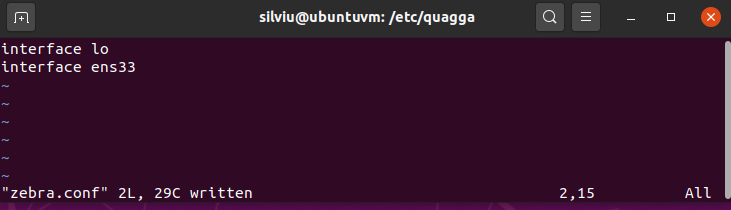 silviu@ubuntuvm: /etc/quagga
interface lo
interface ens33
~
~
~
~
~
~
"zebra.conf" 2L, 29C written 2,15 All